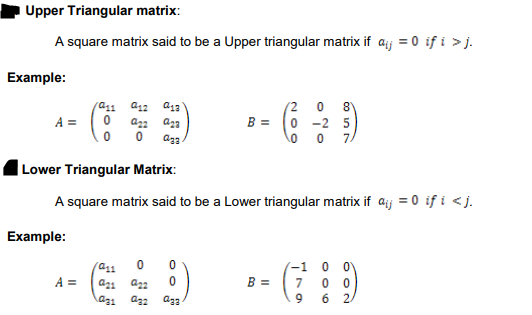 Upper Triangular matrix:
A square matrix said to be a Upper triangular matrix if a_{ij} = 0 if i > j.
Example:
A = \begin{pmatrix} a_{11} & a_{12} & a_{13} \\ 0 & a_{22} & a_{23} \\ 0 & 0 & a_{33} \end{pmatrix} B = \begin{pmatrix} 2 & 0 & 8 \\ 0 & -2 & 5 \\ 0 & 0 & 7 \end{pmatrix}
Lower Triangular Matrix:
A square matrix said to be a Lower triangular matrix if a_{ij} = 0 if i < j.
Example:
A = \begin{pmatrix} a_{11} & 0 & 0 \\ a_{21} & a_{22} & 0 \\ a_{31} & a_{32} & a_{33} \end{pmatrix} B = \begin{pmatrix} -1 & 0 & 0 \\ 7 & 0 & 0 \\ 9 & 6 & 2 \end{pmatrix}